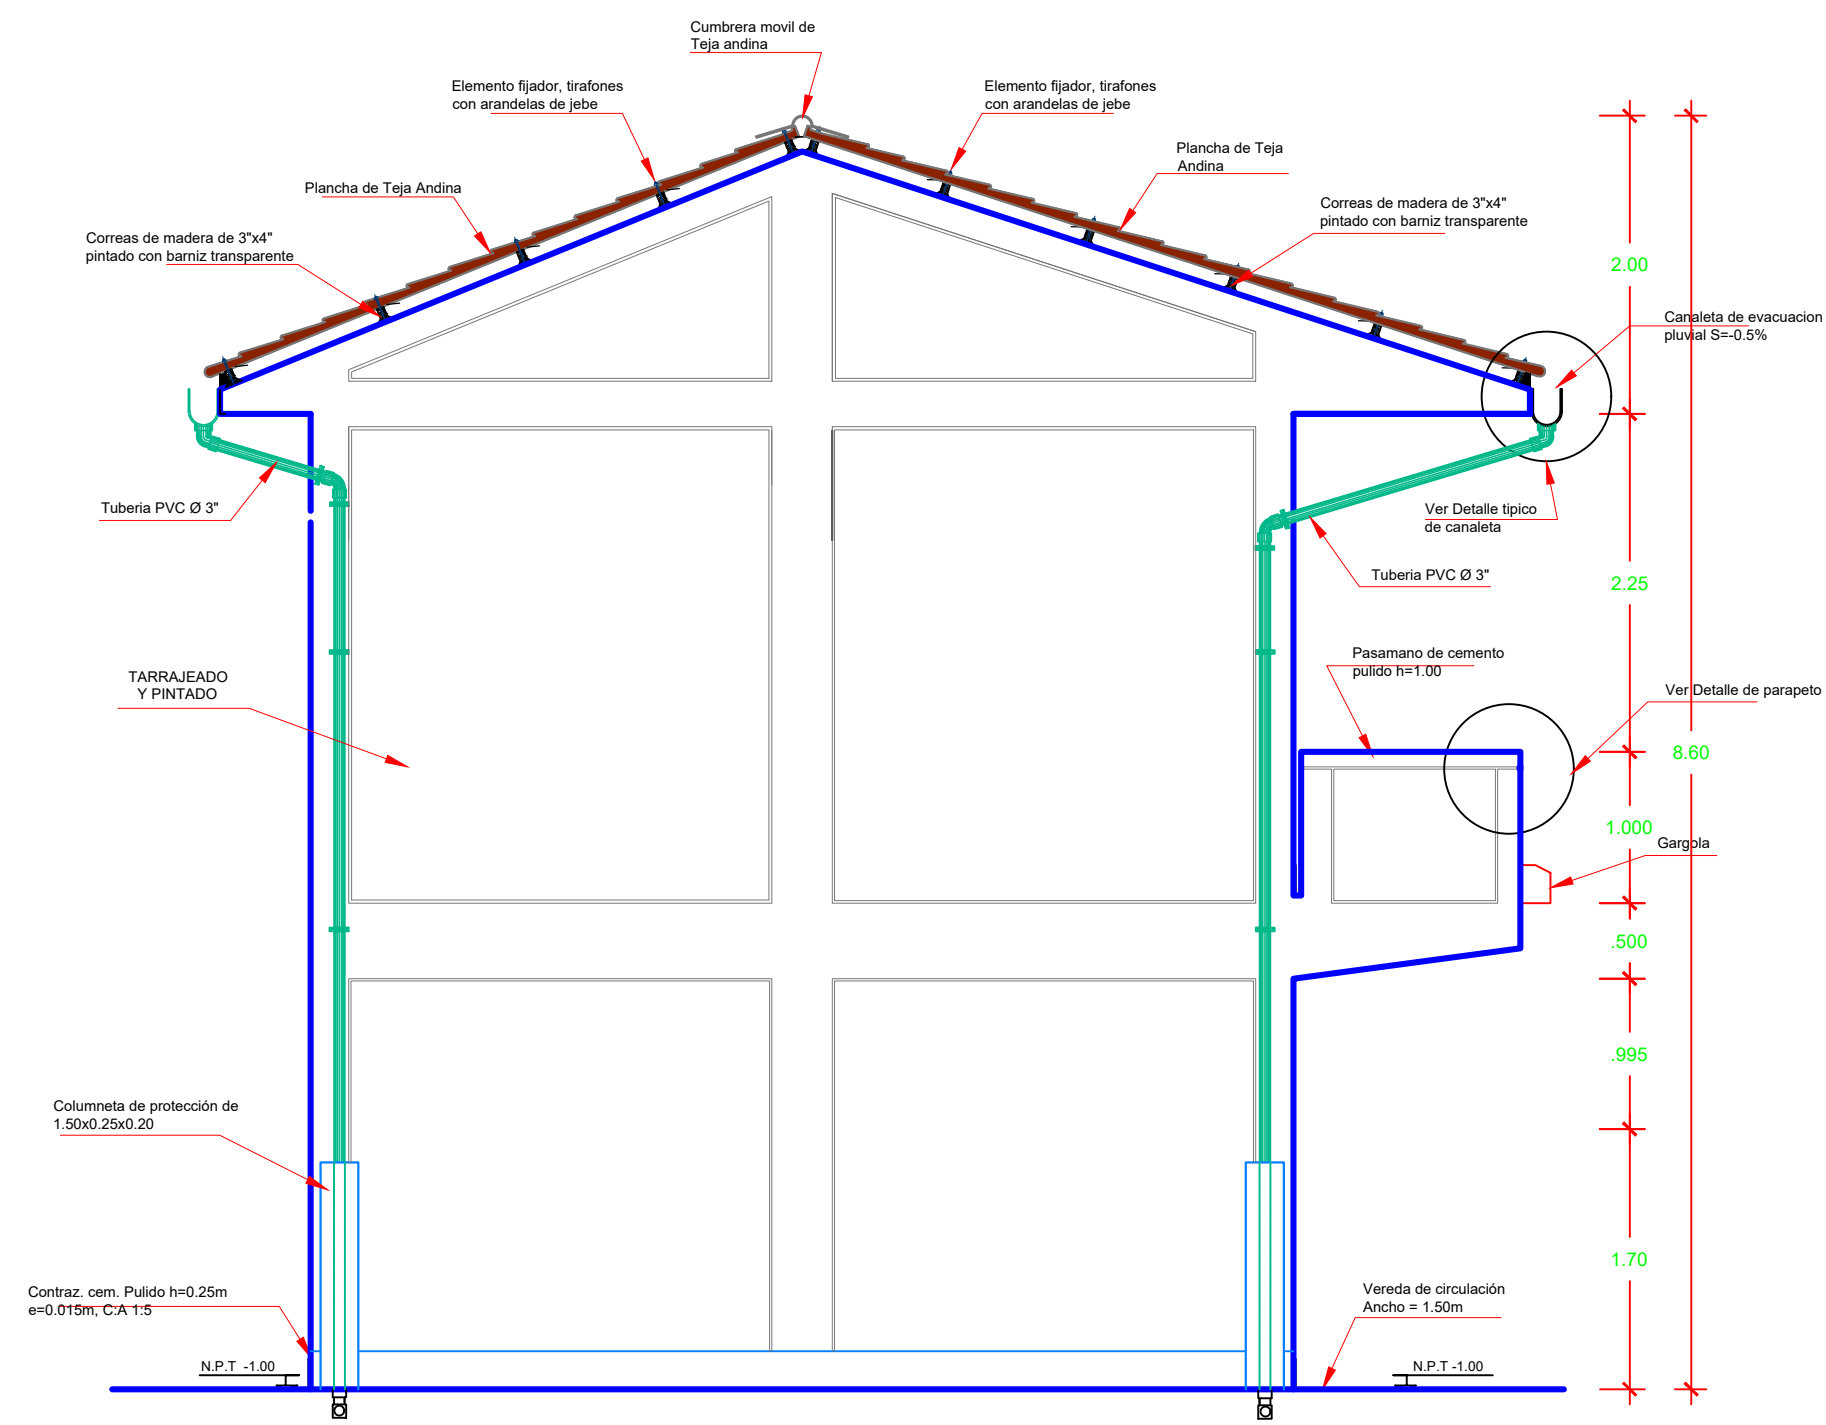 Cumbrera movil de
Teja andina
Elemento fijador, tirafones
con arandelas de jebe
Elemento fijador, tirafones
con arandelas de jebe
Plancha de Teja
Andina
Plancha de Teja Andina
Correas de madera de 3"x4"
pintado con barniz transparente
Correas de madera de 3"x4"
pintado con barniz transparente
2.00
Canaleta de evacuacion
pluvial S=-0.5%
Tuberia PVC Ø 3"
Ver Detalle tipico
de canaleta
Tuberia PVC Ø 3"
2.25
Pasamano de cemento
pulido h=1.00
TARRAJEADO
Y PINTADO
Ver Detalle de parapeto
8.60
1.000
Gargola
.500
.995
Columneta de protección de
1.50x0.25x0.20
1.70
Contraz. cem. Pulido h=0.25m
e=0.015m, C:A 1:5
Vereda de circulación
Ancho = 1.50m
N.P.T -1.00
N.P.T -1.00